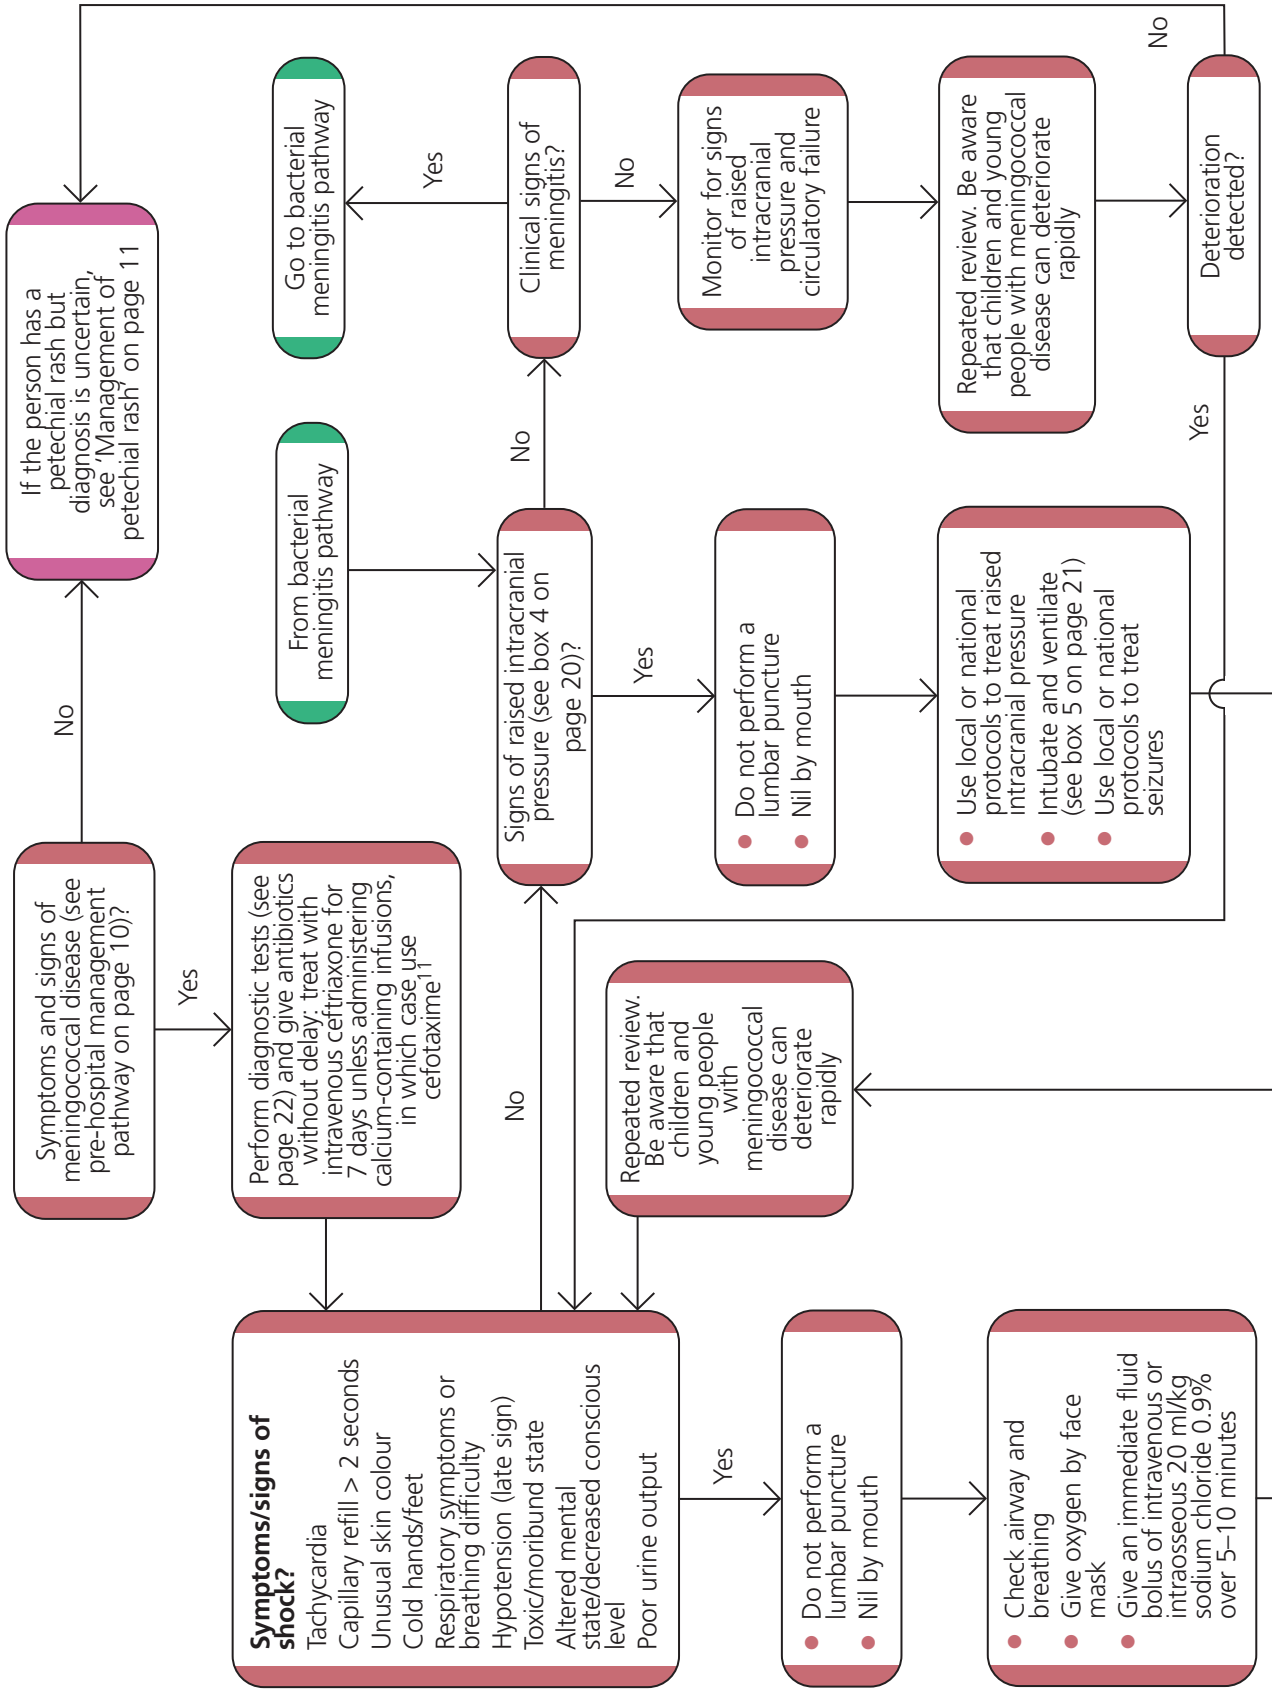 Symptoms and signs of
meningococcal disease (see
pre-hospital management
pathway on page 10)?
No
If the person has a
petechial rash but
diagnosis is uncertain,
see ‘Management of
petechial rash’ on page 11
Yes
Perform diagnostic tests (see
page 22) and give antibiotics
without delay: treat with
intravenous ceftriaxone for
7 days unless administering
calcium-containing infusions,
in which case use
cefotaxime11
From bacterial
meningitis pathway
Go to bacterial
meningitis pathway
Yes
Symptoms/signs of
shock?
Tachycardia
Capillary refill > 2 seconds
Unusual skin colour
Cold hands/feet
Respiratory symptoms or
breathing difficulty
Hypotension (late sign)
Toxic/moribund state
Altered mental
state/decreased conscious
level
Poor urine output
No
Signs of raised intracranial
pressure (see box 4 on
page 20)?
No
Clinical signs of
meningitis?
No
Yes
Monitor for signs
of raised
intracranial
pressure and
circulatory failure
Repeated review.
Be aware that
children and
young people
with
meningococcal
disease can
deteriorate
rapidly
Yes
• Do not perform a
lumbar puncture
• Nil by mouth
• Do not perform a
lumbar puncture
• Nil by mouth
Repeated review. Be aware
that children and young
people with meningococcal
disease can deteriorate
rapidly
• Check airway and
breathing
• Give oxygen by face
mask
• Give an immediate fluid
bolus of intravenous or
intraosseous 20 ml/kg
sodium chloride 0.9%
over 5–10 minutes
• Use local or national
protocols to treat raised
intracranial pressure
• Intubate and ventilate
(see box 5 on page 21)
• Use local or national
protocols to treat
seizures
Yes
Deterioration
detected?
No